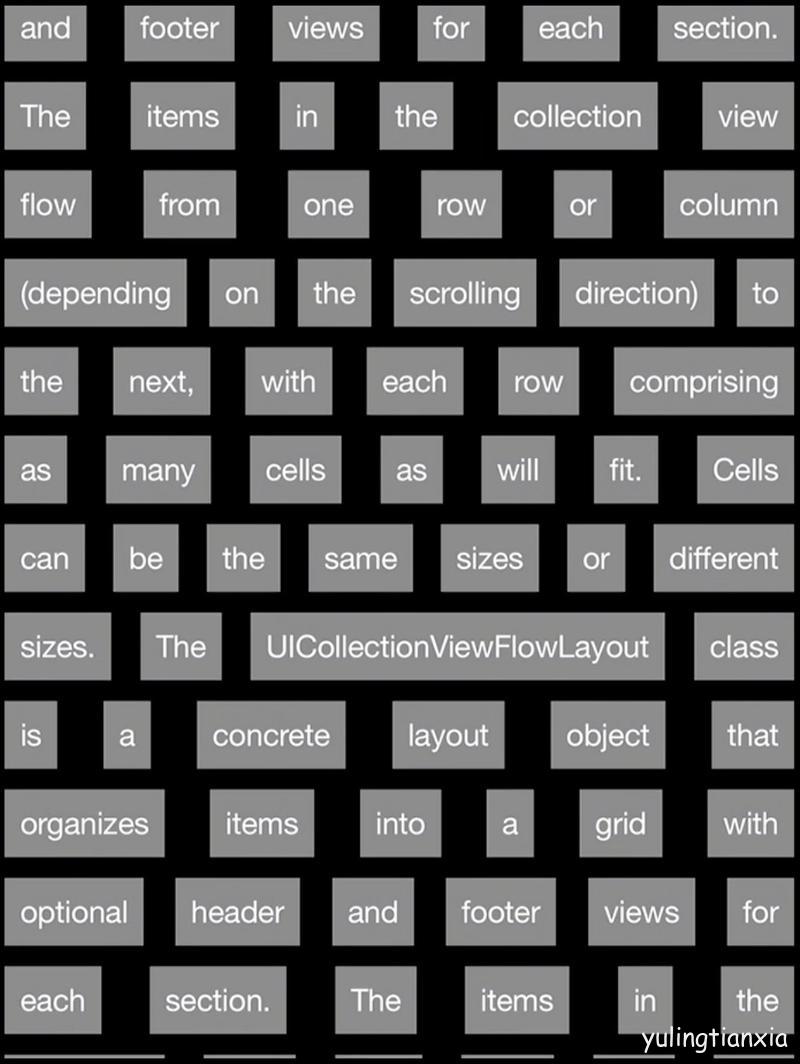 and footer views for each section.
The items in the collection view
flow from one row or column
(depending on the scrolling direction) to
the next, with each row comprising
as many cells as will fit. Cells
can be the same sizes or different
sizes. The UICollectionViewFlowLayout class
is a concrete layout object that
organizes items into a grid with
optional header and footer views for
each section. The items in the
yulingtianxia